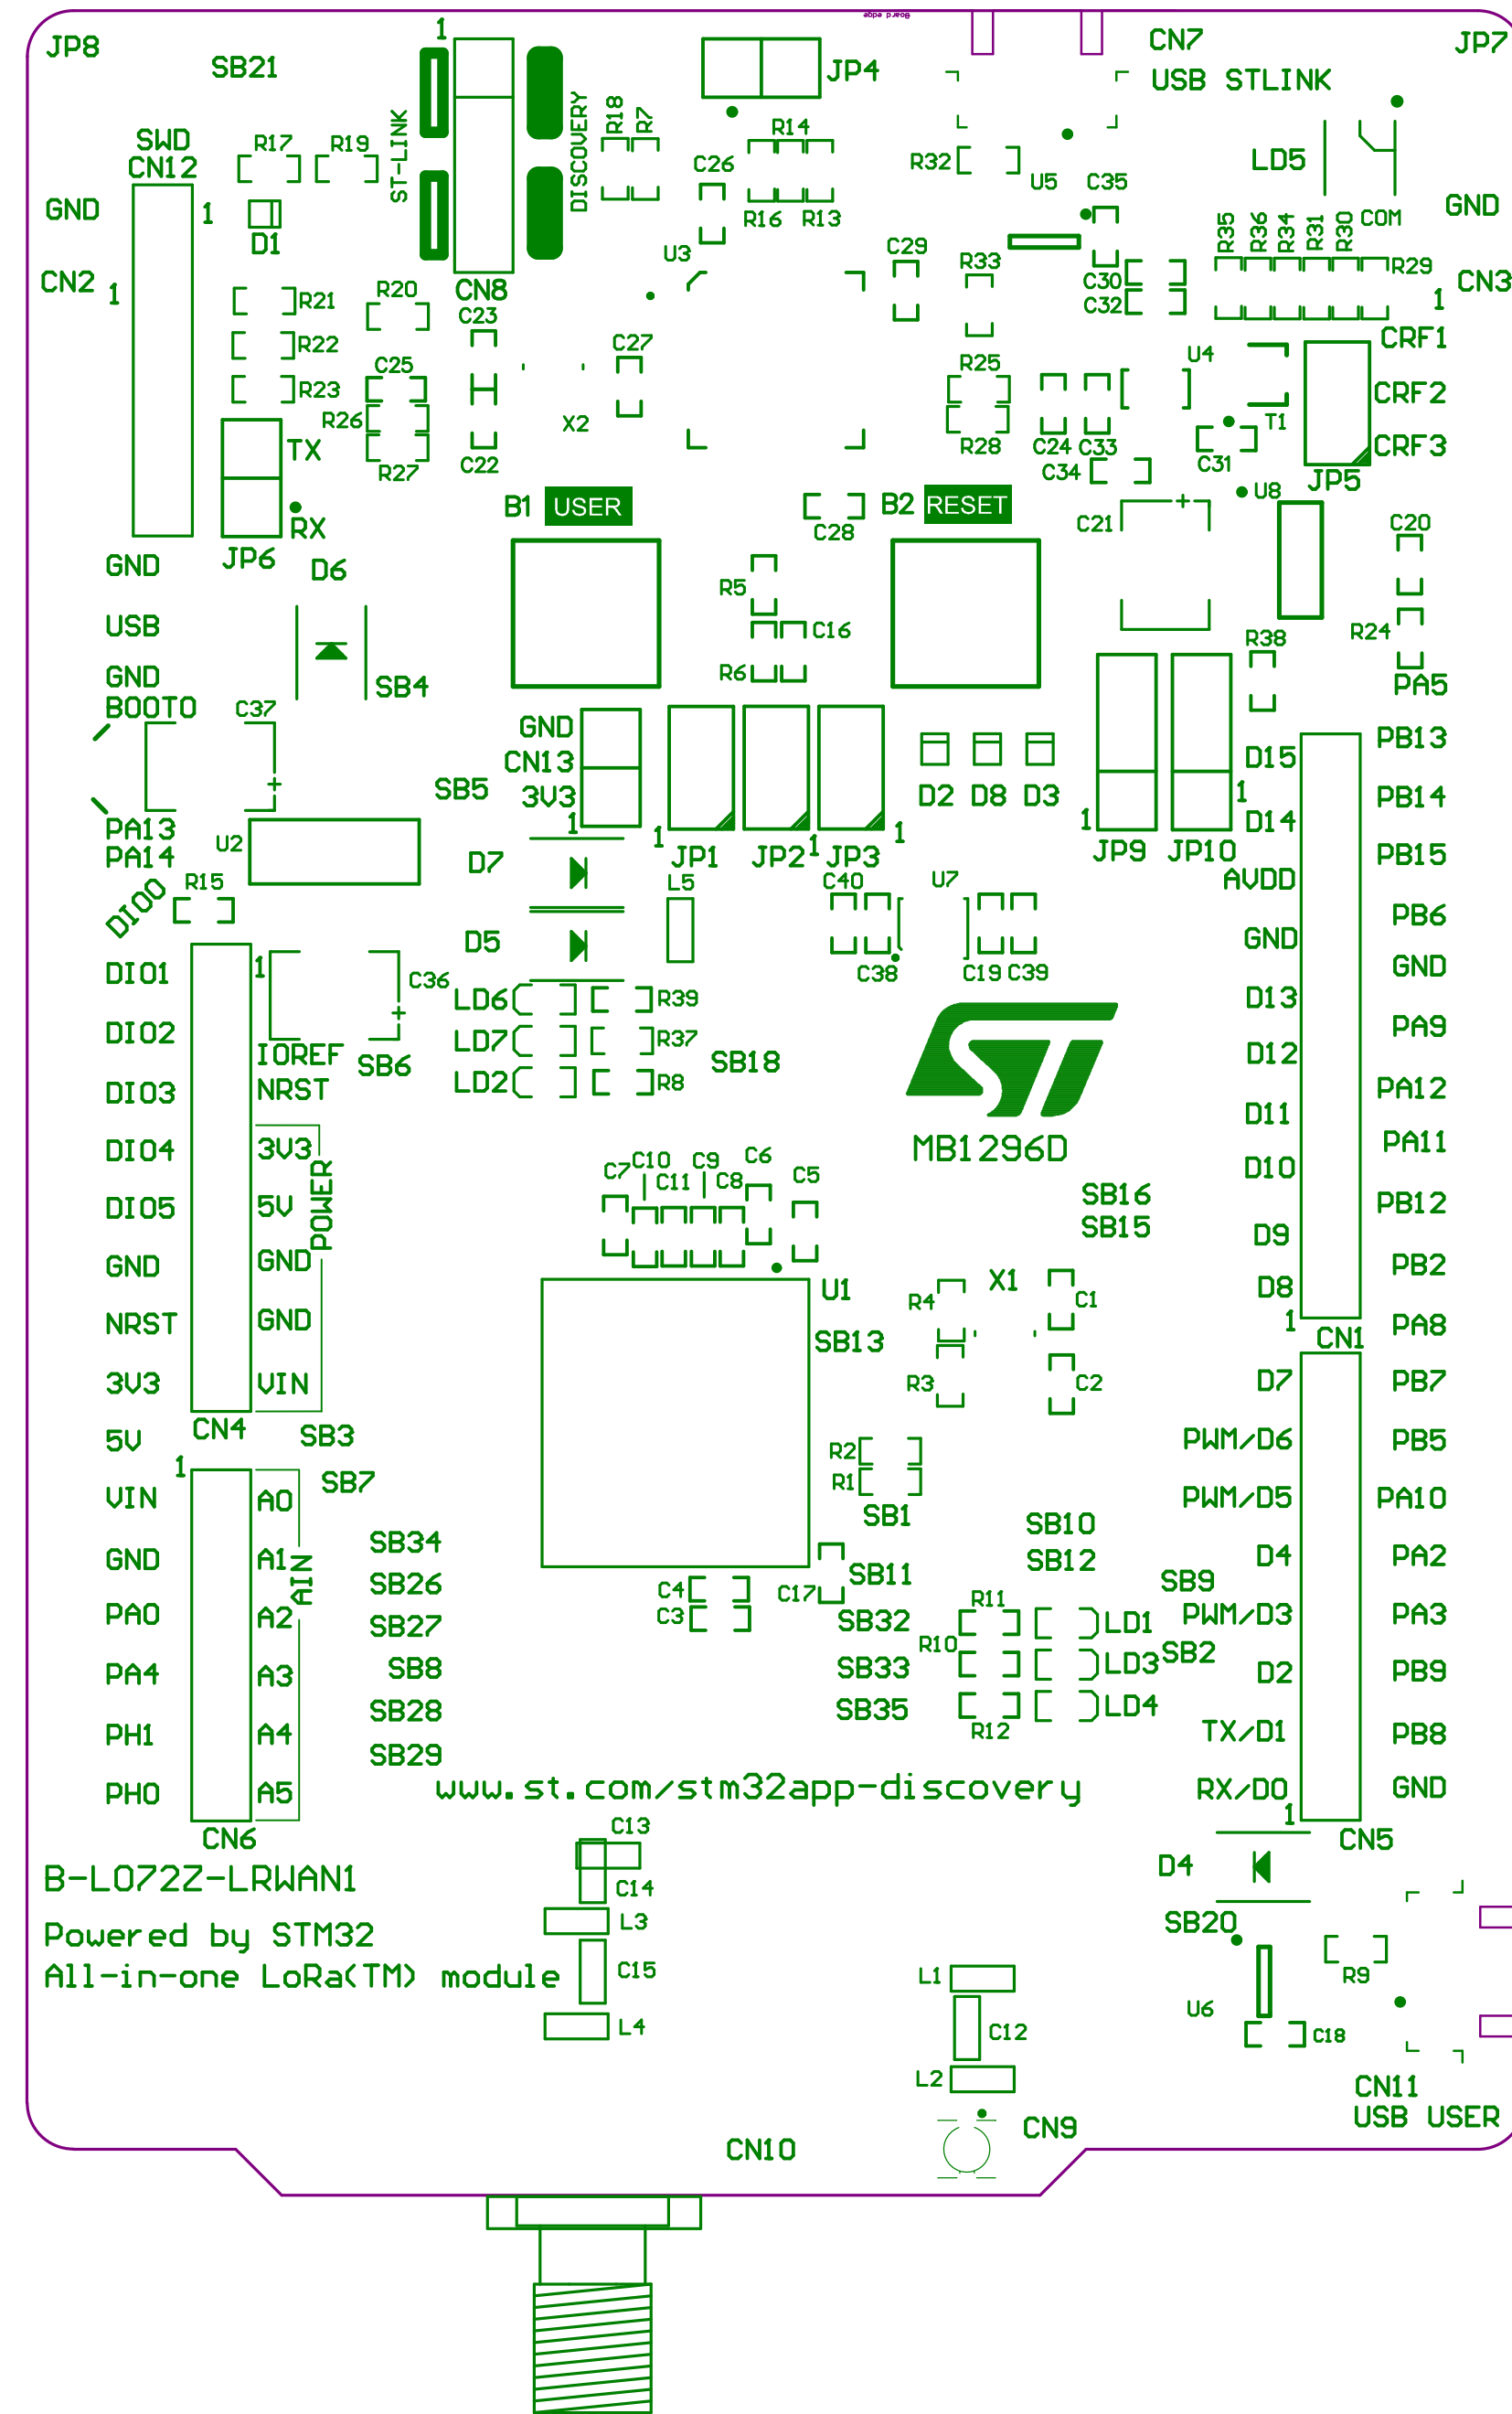 Board edge
JP8
SB21
1
CN7
JP7
JP4
USB STLINK
ST-LINK
DISCOVERY
R18
R7
R14
SWD
CN12
R17
R19
C26
R32
U5
C35
LD5
GND
1
D1
R16
R13
U3
C29
R33
R35
R36
R34
R31
R30
COM
GND
CN2
1
R21
R20
CN8
C23
C30
C32
R29
CN3
1
R22
C25
C27
R25
U4
CRF1
R23
R26
X2
CRF2
T1
TX
R27
C22
R28
C24
C33
C34
C31
CRF3
JP5
RX
B1
USER
B2
RESET
C28
C21
+
U8
C20
JP6
GND
D6
R5
USB
C16
R38
R24
GND
SB4
R6
PA5
BOOT0
C37
GND
CN13
3V3
1
PB13
D15
+
SB5
D2
D8
D3
1
1
PB14
D14
PA13
U2
1
1
1
PA14
D7
JP1
JP2
JP3
JP9
JP10
PB15
AVDD
DIO0
R15
L5
C40
U7
PB6
D5
GND
DIO1
1
C36
+
C38
C19
C39
GND
LD6
R39
D13
DIO2
IOREF
SB6
LD7
R37
SB18
D12
PA9
DIO3
NRST
LD2
R8
D11
PA12
DIO4
3V3
POWER
MB1296D
PA11
C7
C10
C11
C9
C8
C6
C5
D10
DIO5
5V
SB16
SB15
PB12
GND
GND
D9
PB2
U1
X1
R4
C1
D8
NRST
GND
SB13
1
PA8
CN1
3V3
VIN
R3
C2
D7
PB7
CN4
SB3
5V
1
R2
PWM/D6
PB5
VIN
SB7
A0
R1
SB1
SB10
PWM/D5
PA10
GND
A1
AIN
SB34
SB12
D4
PA2
SB26
SB11
SB9
C4
C17
R11
PA0
A2
SB27
C3
SB32
LD1
PWM/D3
PA3
R10
SB2
PA4
A3
SB8
SB33
LD3
D2
PB9
SB28
SB35
LD4
PH1
A4
R12
TX/D1
PB8
SB29
PH0
A5
www.st.com/stm32app-discovery
RX/D0
GND
1
CN6
C13
CN5
B-L072Z-LRWAN1
C14
D4
Powered by STM32
L3
SB20
All-in-one LoRa(TM) module
C15
L1
R9
U6
L4
C12
C18
L2
CN11
CN9
USB USER
CN10